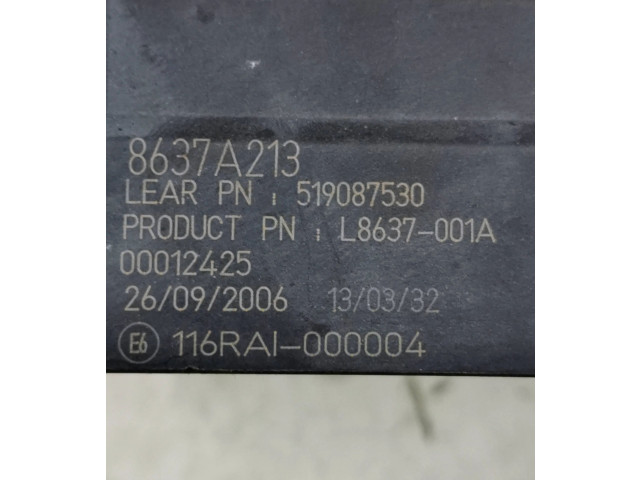 8637A213
LEAR PN : 519087530
PRODUCT PN : L8637-001A
00012425
26/09/2006 13/03/32
E6 116RAI-000004